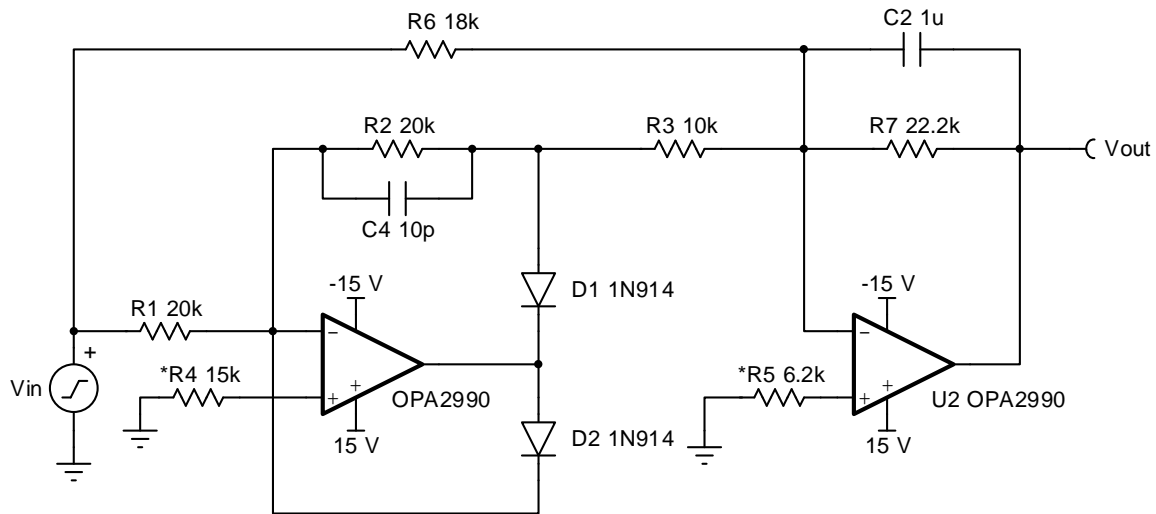 C2 1u
R6 18k
R2 20k
R3 10k
R7 22.2k
Vout
C4 10p
-15 V
D1 1N914
-15 V
R1 20k
+
Vin
*R4 15k
OPA2990
*R5 6.2k
U2 OPA2990
15 V
D2 1N914
15 V